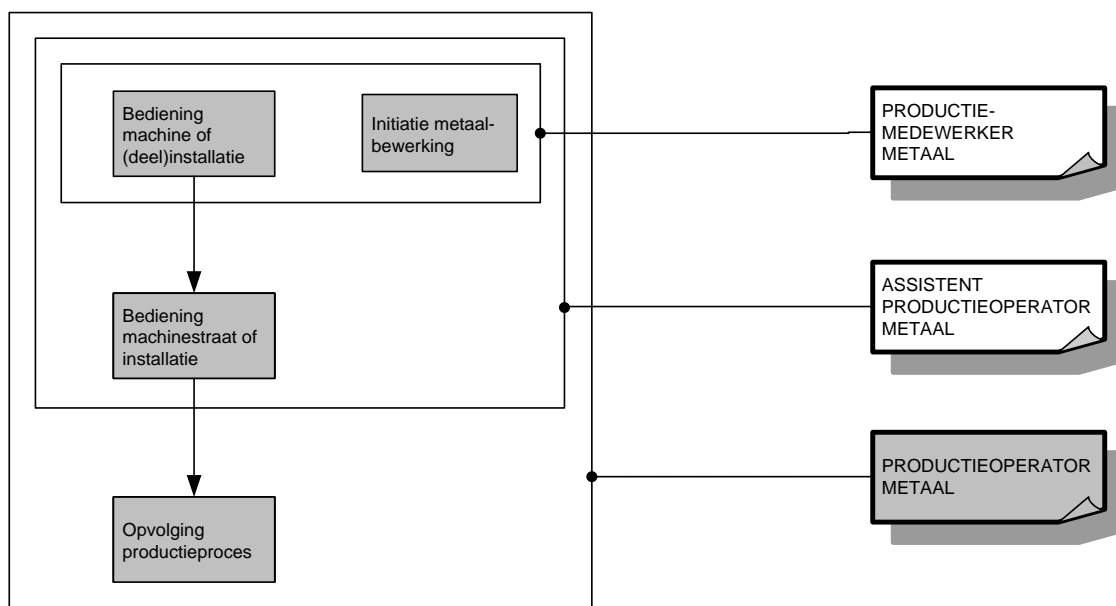 Bediening
machine of
(deel)installatie
Initiatie metaal-
bewerking
PRODUCTIE-
MEDEWERKER
METAAL
Bediening
machinestraat of
installatie
ASSISTENT
PRODUCTIEOPERATOR
METAAL
Opvolging
productieproces
PRODUCTIEOPERATOR
METAAL